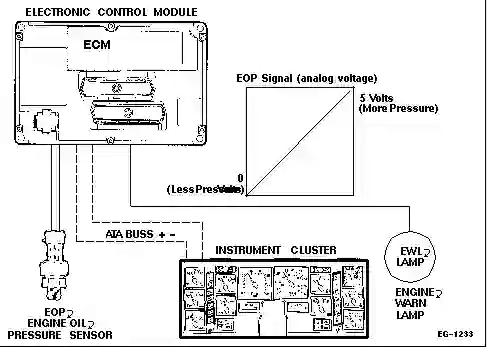 ELECTRONIC CONTROL MODULE
ECM
EOP Signal (analog voltage)
5 Volts
(More Pressure)
0
(Less Pressure)
ATA BUSS + -
INSTRUMENT CLUSTER
EWL
LAMP
ENGINE
WARN
LAMP
EOP
ENGINE OIL
PRESSURE SENSOR
EG-1233